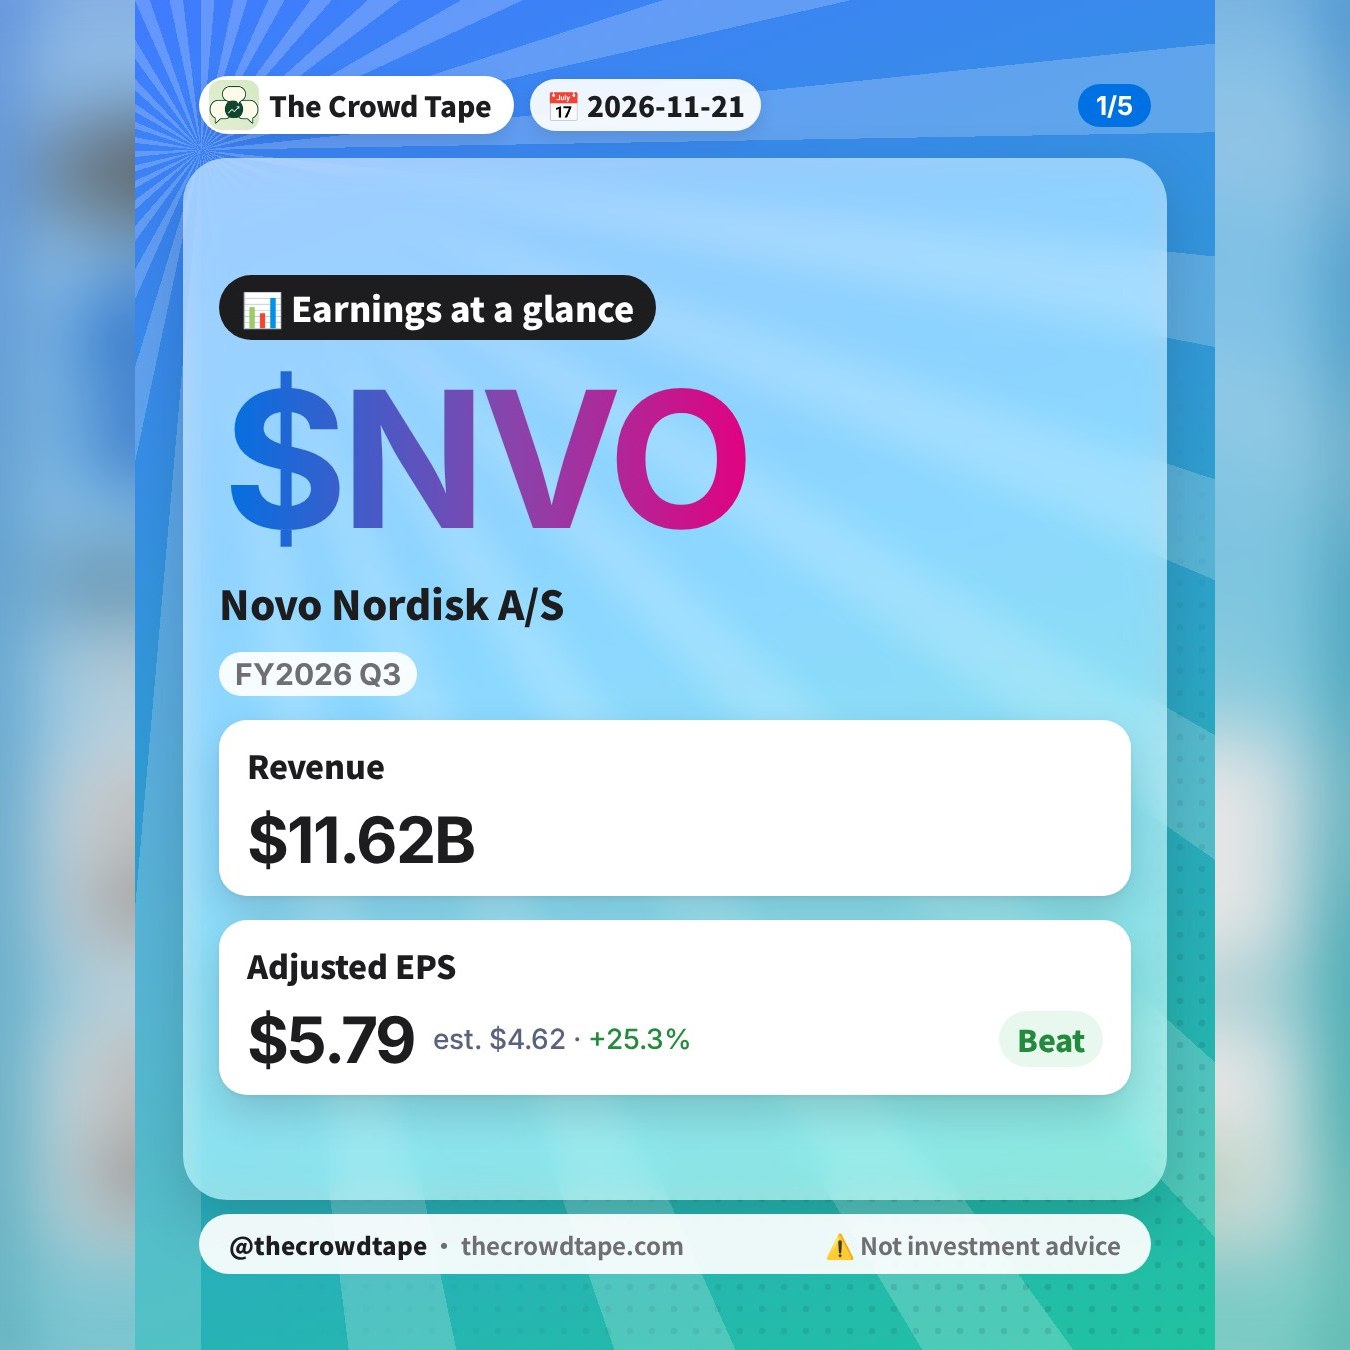 The Crowd Tape
📅 2026-11-21
1/5
📊 Earnings at a glance
$NVO
Novo Nordisk A/S
FY2026 Q3
Revenue
$11.62B
Adjusted EPS
$5.79 est. $4.62 · +25.3%
Beat
@thecrowdtape • thecrowdtape.com
⚠️ Not investment advice